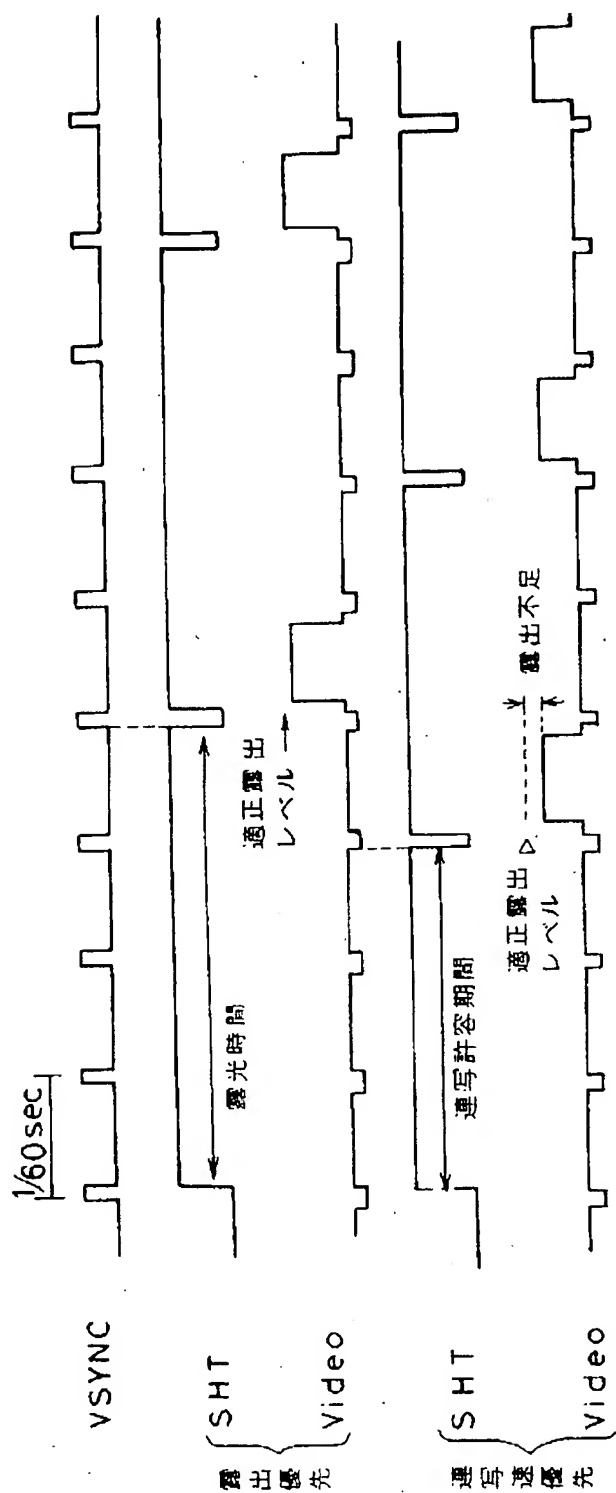 1/60sec
VSYNC
露出優先
SHT
露光時間
適正露出
レベル
Video
連写速優先
SHT
連写許容期間
適正露出
レベル
露出不足
Video